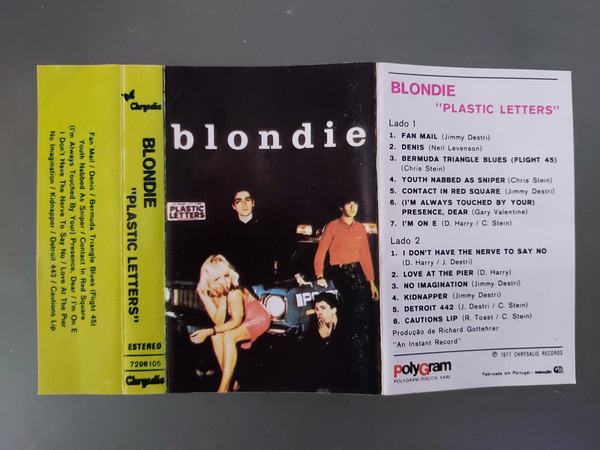 Fan Mail / Denis / Bermuda Triangle Blues (Flight 45)
Youth Nabbed As Sniper / Contact In Red Square
(I'm Always Touched By Your) Presence, Dear / I'm On E
I Don't Have The Nerve To Say No / Love At The Pier
No Imagination / Kidnapper / Detroit 442 / Cautions Lip
Chrysalis
BLONDIE
"PLASTIC LETTERS"
ESTEREO
7298105
Chrysalis
blondie
PLASTIC
LETTERS
BLONDIE
"PLASTIC LETTERS"
Lado 1
1. FAN MAIL (Jimmy Destri)
2. DENIS (Neil Levenson)
3. BERMUDA TRIANGLE BLUES (FLIGHT 45)
(Chris Stein)
4. YOUTH NABBED AS SNIPER (Chris Stein)
5. CONTACT IN RED SQUARE (Jimmy Destri)
6. (I'M ALWAYS TOUCHED BY YOUR)
PRESENCE, DEAR (Gary Valentine)
7. I'M ON E (D. Harry / C. Stein)
Lado 2
1. I DON'T HAVE THE NERVE TO SAY NO
(D. Harry / J. Destri)
2. LOVE AT THE PIER (D. Harry)
3. NO IMAGINATION (Jimmy Destri)
4. KIDNAPPER (Jimmy Destri)
5. DETROIT 442 (J. Destri / C. Stein)
6. CAUTIONS LIP (R. Toast / C. Stein)
Produção de Richard Gottehrer
"An Instant Record"
℗ 1977 CHRYSALIS RECORDS
PolyGram
POLYGRAM DISCOS SARL
Fabricado em Portugal